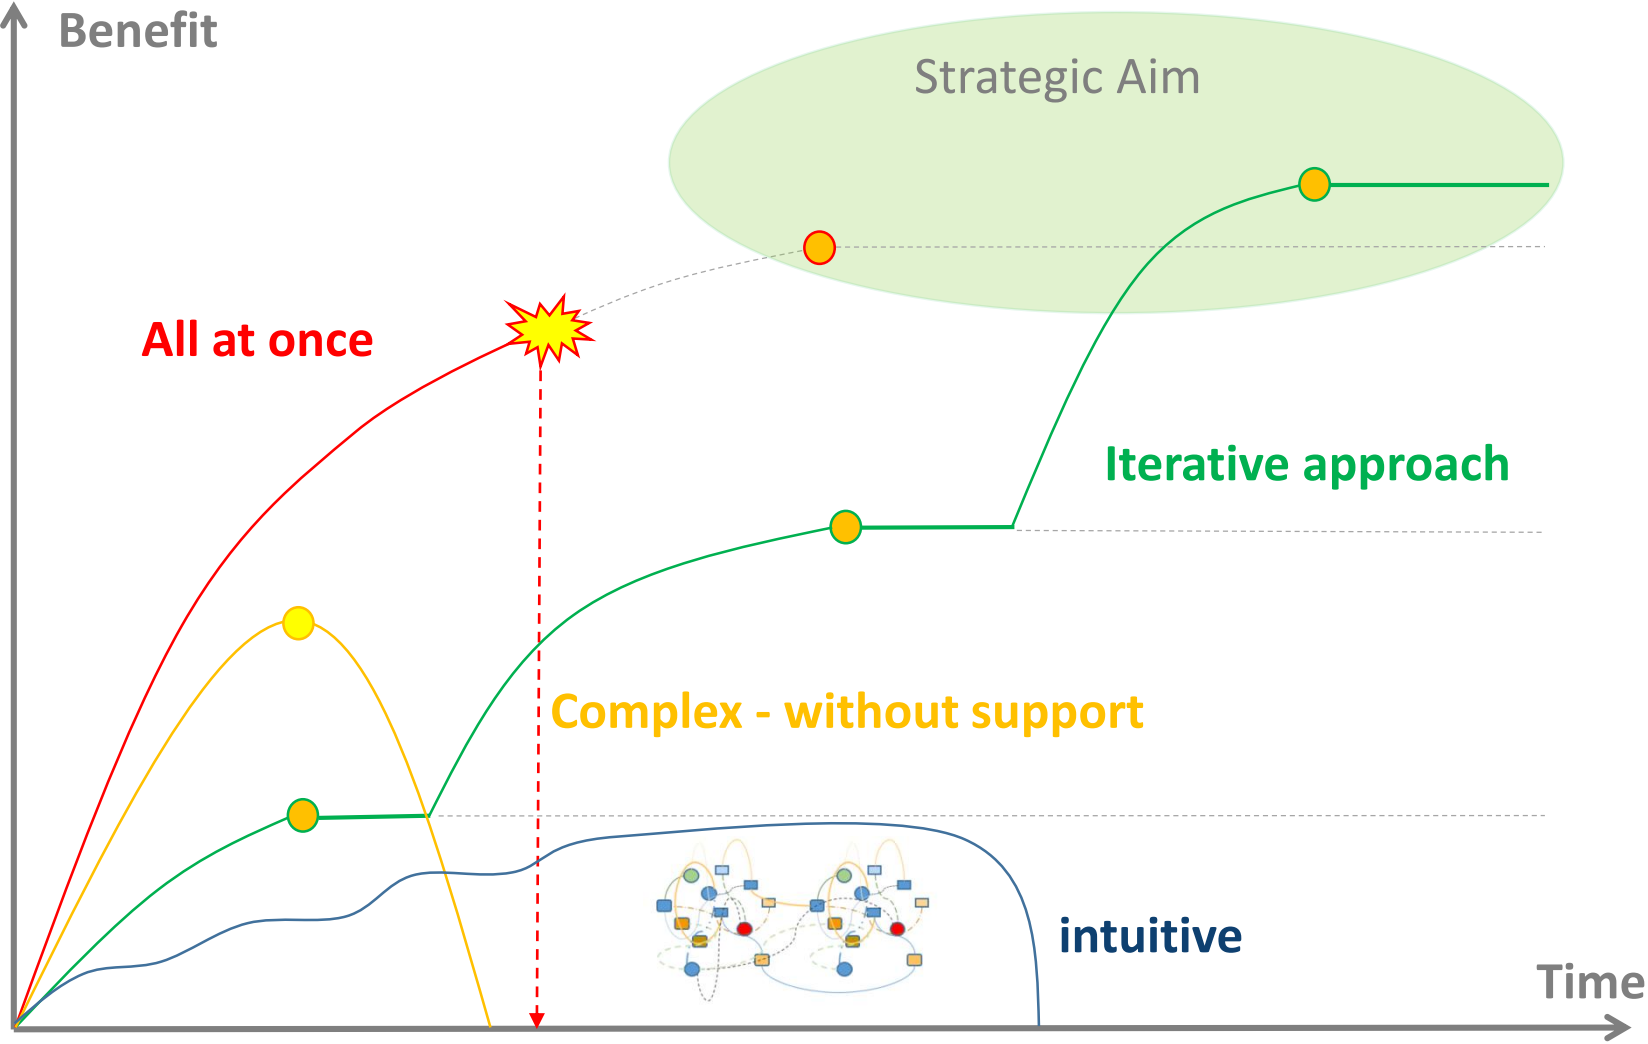 Benefit
Strategic Aim
All at once
Iterative approach
Complex - without support
intuitive
Time